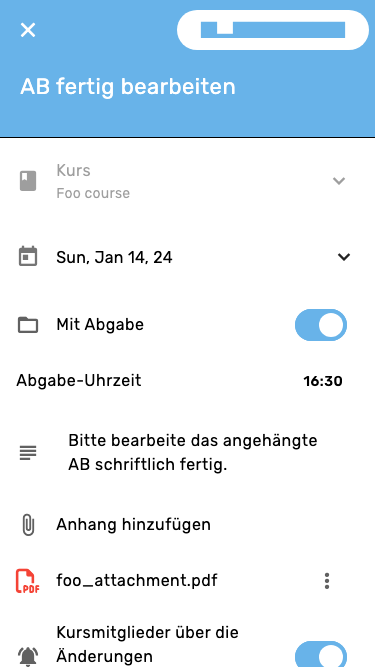 AB fertig bearbeiten
Kurs
Foo course
Sun, Jan 14, 24
Mit Abgabe
Abgabe-Uhrzeit
16:30
Bitte bearbeite das angehängte
AB schriftlich fertig.
Anhang hinzufügen
PDF
foo_attachment.pdf
Kursmitglieder über die
Änderungen